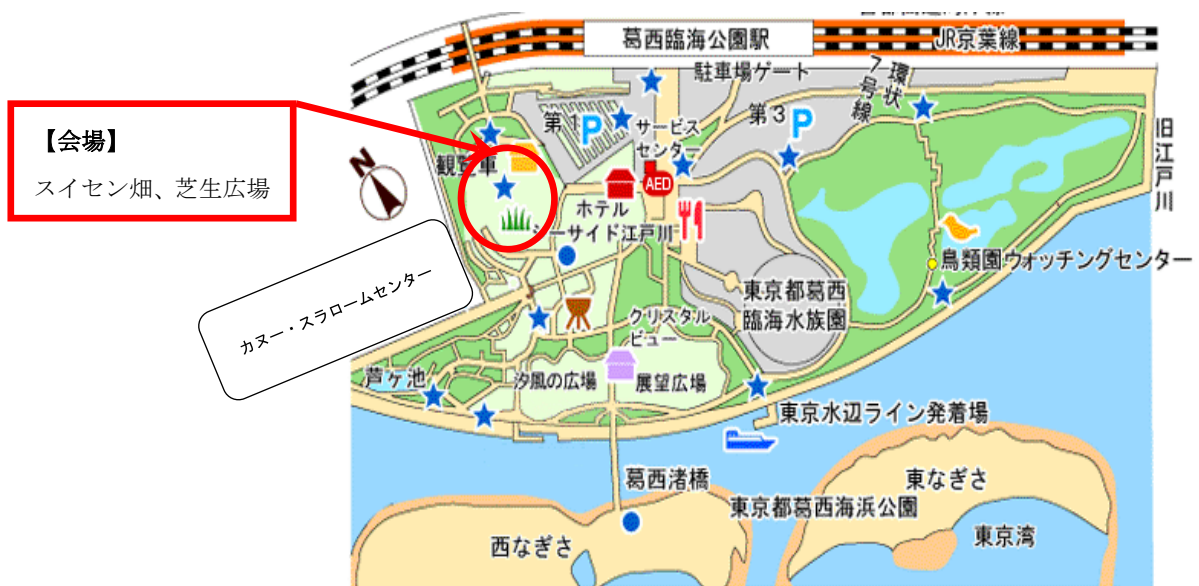 葛西臨海公園駅
JR京葉線
駐車場ゲート
環状
7号線
【会場】
スイセン畑、芝生広場
第1
P
サービス
センター
第3
P
旧江戸川
N
観覧車
AED
ホテル
シーサイド江戸川
鳥類園ウォッチングセンター
カヌー・スラロームセンター
東京都葛西
臨海水族園
クリスタル
ビュー
芦ヶ池
汐風の広場
展望広場
東京水辺ライン発着場
葛西渚橋
東なぎさ
東京都葛西海浜公園
東京湾
西なぎさ